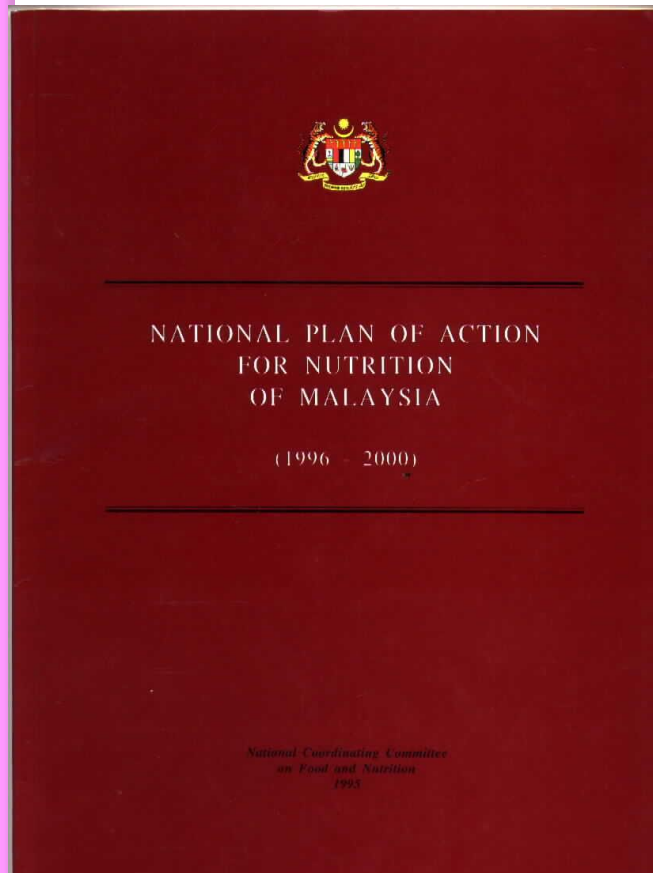 NATIONAL PLAN OF ACTION
FOR NUTRITION
OF MALAYSIA
(1996 - 2000)
National Coordinating Committee
on Food and Nutrition
1995